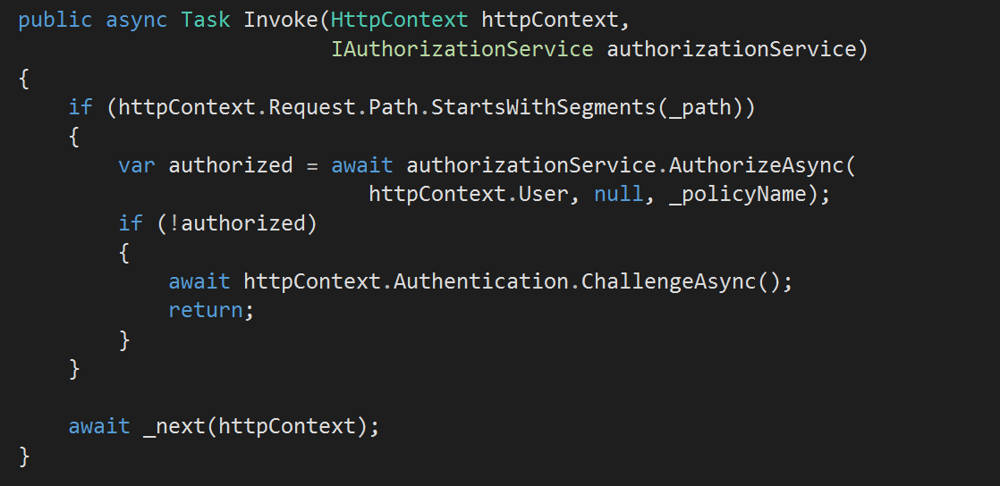 public async Task Invoke(HttpContext httpContext,
                         IAuthorizationService authorizationService)
{
    if (httpContext.Request.Path.StartsWithSegments(_path))
    {
        var authorized = await authorizationService.AuthorizeAsync(
                            httpContext.User, null, _policyName);
        if (!authorized)
        {
            await httpContext.Authentication.ChallengeAsync();
            return;
        }
    }

    await _next(httpContext);
}